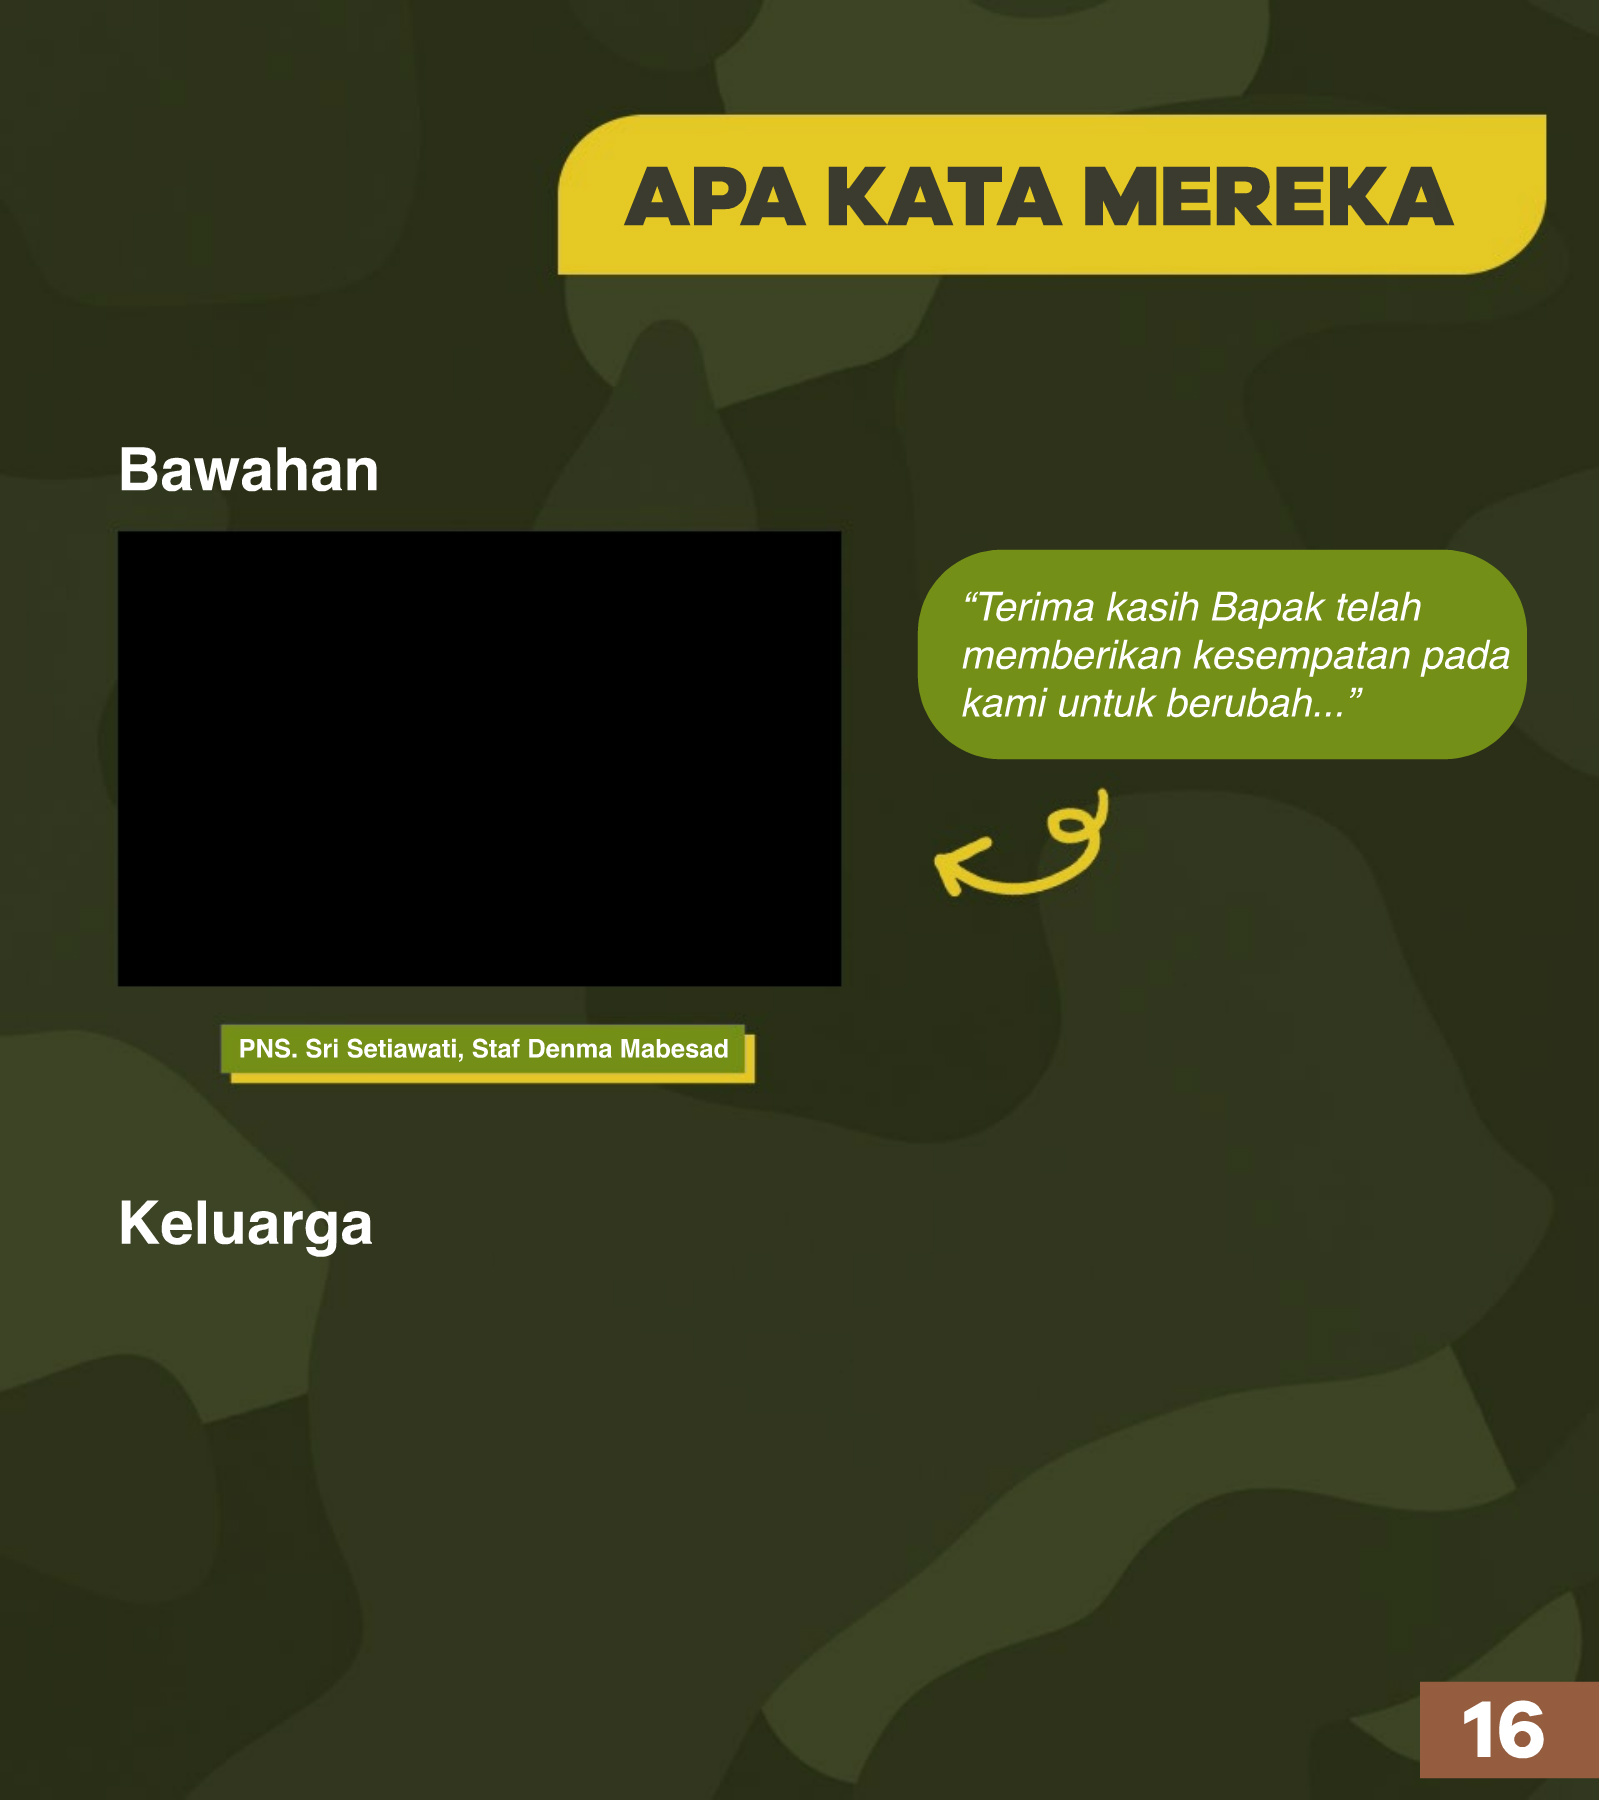 APA KATA MEREKA
Bawahan
“Terima kasih Bapak telah
memberikan kesempatan pada
kami untuk berubah...”
PNS. Sri Setiawati, Staf Denma Mabesad
Keluarga
16